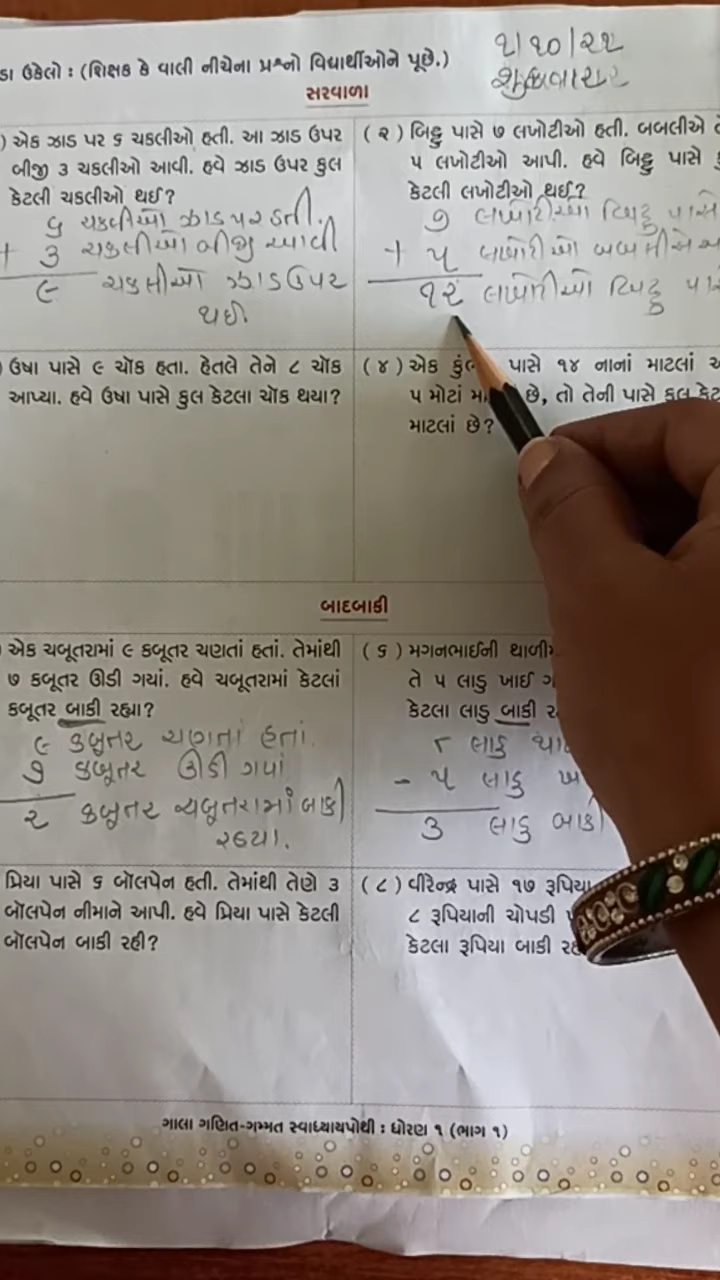 ડા ઉકેલો : (શિક્ષક કે વાલી નીચેના પ્રશ્નો વિદ્યાર્થીઓને પૂછે.)
૧/૧૦/૨૧
શુક્રવાર
સરવાળા
) એક ઝાડ પર ૬ ચકલીઓ હતી. આ ઝાડ ઉપર
બીજી ૩ ચકલીઓ આવી. હવે ઝાડ ઉપર કુલ
કેટલી ચકલીઓ થઈ?
૬ ચકલીઓ ઝાડ પર હતી.
+ ૩ ચકલીઓ બીજી આવી
૯ ચકલીઓ ઝાડ ઉપર
થઈ.
(૨) બિટ્ટુ પાસે ૭ લખોટીઓ હતી. બબલીએ
૫ લખોટીઓ આપી. હવે બિટ્ટુ પાસે
કેટલી લખોટીઓ થઈ?
૭ લખોટીઓ બિટ્ટુ પાસે
+ ૫ લખોટીઓ બબલીએ
૧૨ લખોટીઓ બિટ્ટુ
ઉષા પાસે ૯ ચૉક હતા. હેતલે તેને ૮ ચૉક
આપ્યા. હવે ઉષા પાસે કુલ કેટલા ચૉક થયા?
(૪) એક પાસે ૧૪ નાનાં માટલાં
૫ મોટાં છે, તો તેની પાસે કુલ
માટલાં છે?
બાદબાકી
એક ચબૂતરામાં ૯ કબૂતર ચણતાં હતાં. તેમાંથી
૭ કબૂતર ઊડી ગયાં. હવે ચબૂતરામાં કેટલાં
કબૂતર બાકી રહ્યા?
૯ કબુતર ચણતાં હતાં.
૭ કબુતર ઊડી ગયાં
૨ કબુતર ચબુતરામાં બાકી
રહયા.
(૬) મગનભાઈની
તે ૫ લાડુ ખાઈ
કેટલા લાડુ બાકી
૮ લાડુ
- ૫ લાડુ
૩ લાડુ બાકી
પ્રિયા પાસે ૬ બૉલપેન હતી. તેમાંથી તેણે ૩
બૉલપેન નીમાને આપી. હવે પ્રિયા પાસે કેટલી
બૉલપેન બાકી રહી?
(૮) વીરેન્દ્ર પાસે ૧૭
૮ રૂપિયાની ચોપડી
કેટલા રૂપિયા બાકી
ગાલા ગણિત-ગમ્મત સ્વાધ્યાયપોથી : ધોરણ ૧ (ભાગ ૧)